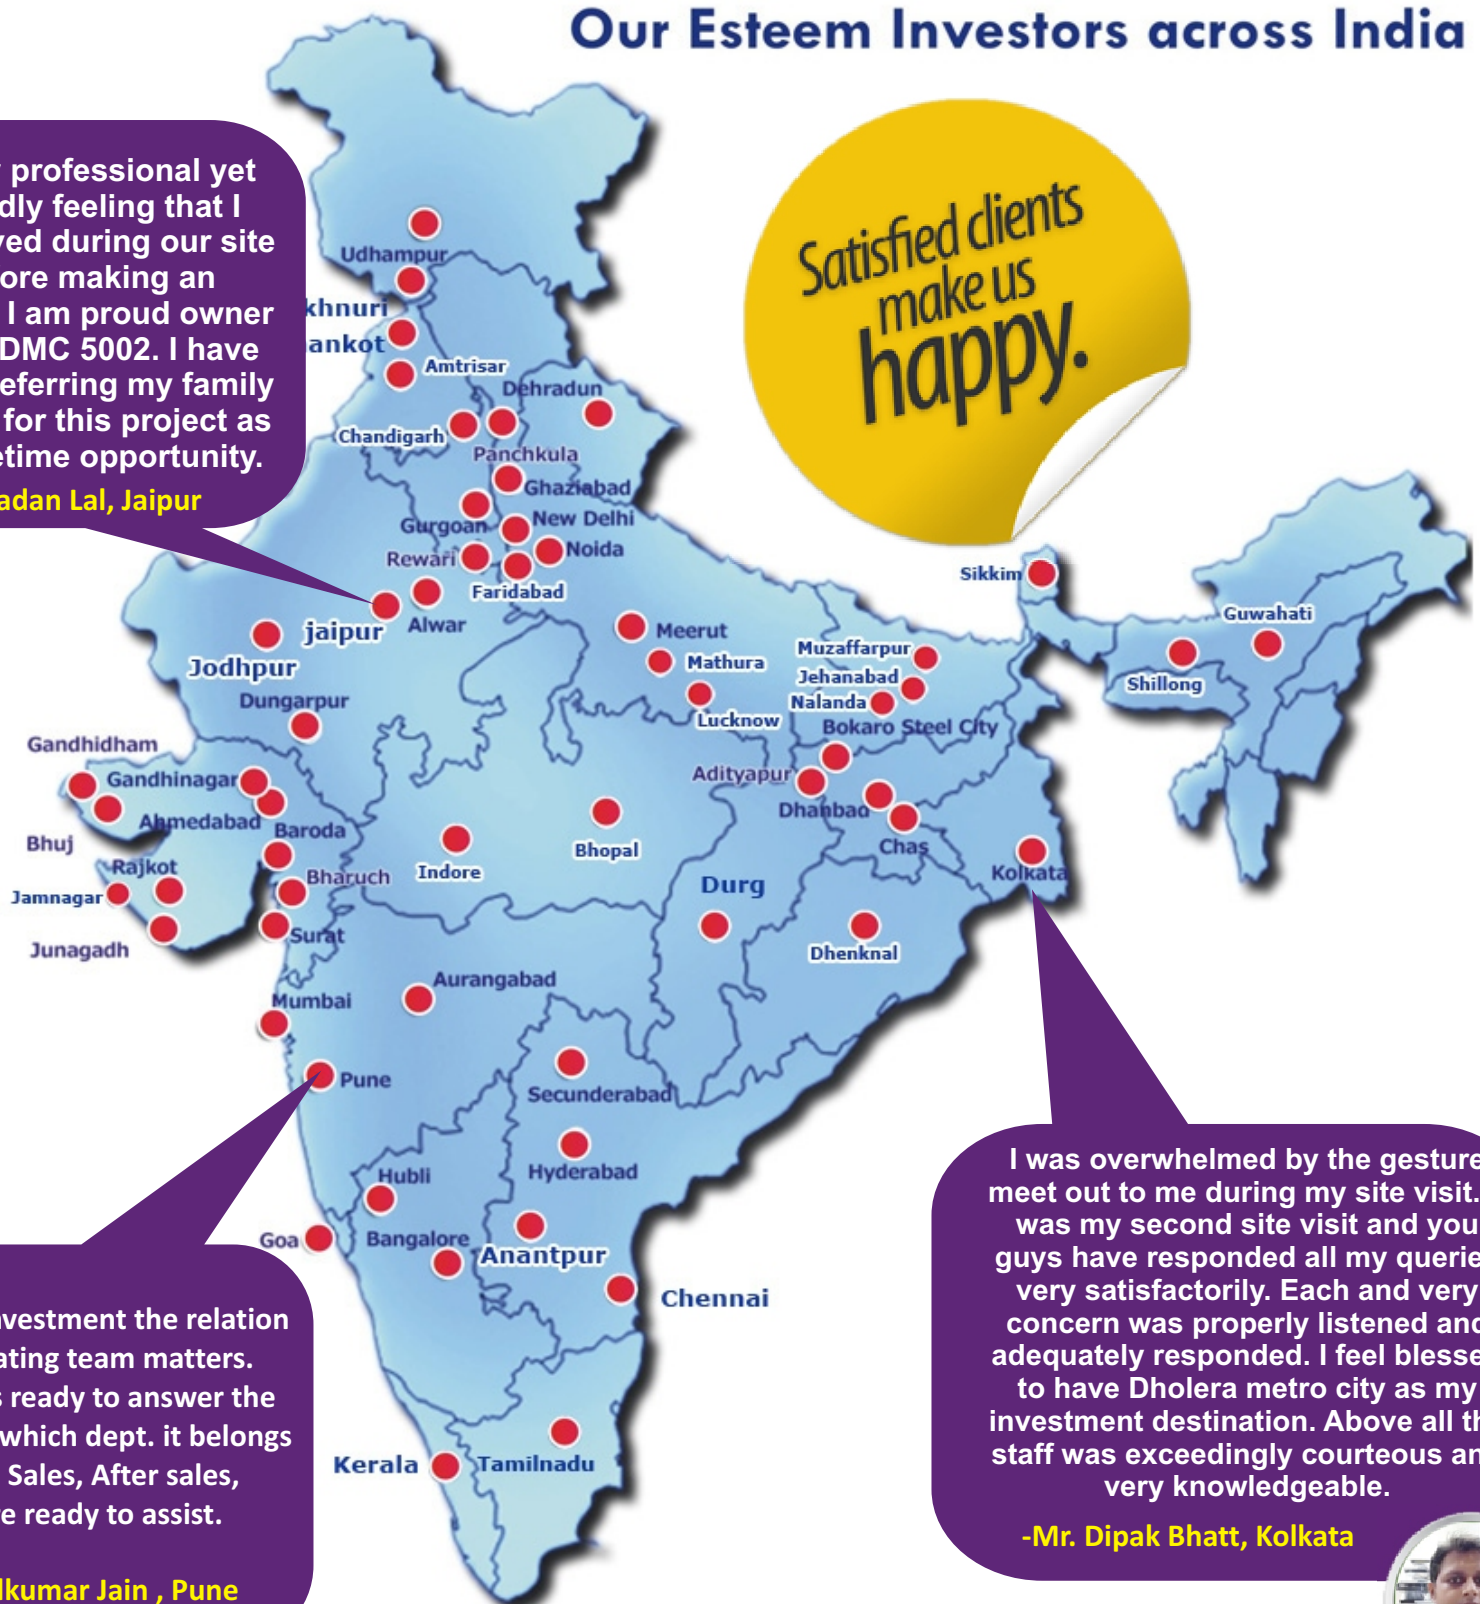 Our Esteem Investors across India
professional yet
dly feeling that I
ved during our site
ore making an
I am proud owner
DMC 5002. I have
eferring my family
for this project as
etime opportunity.
adan Lal, Jaipur
Satisfied clients
make us
happy.
Udhampur
khnuri
ankot
Amtrisar
Dehradun
Chandigarh
Panchkula
Ghaziabad
Gurgoan
New Delhi
Rewari
Noida
Faridabad
Sikkim
jaipur
Alwar
Guwahati
Meerut
Muzaffarpur
Jodhpur
Mathura
Jehanabad
Shillong
Dungarpur
Nalanda
Lucknow
Bokaro Steel City
Gandhidham
Gandhinagar
Adityapur
Ahmedabad
Baroda
Dhanbad
Bhuj
Bhopal
Chas
Rajkot
Bharuch
Indore
Kolkata
Jamnagar
Durg
Surat
Junagadh
Dhenknal
Aurangabad
Mumbai
Pune
Secunderabad
Hyderabad
Hubli
Goa
Bangalore
Anantpur
Chennai
Kerala
Tamilnadu
nvestment the relation
ating team matters.
s ready to answer the
which dept. it belongs
Sales, After sales,
e ready to assist.
lkumar Jain , Pune
I was overwhelmed by the gesture
meet out to me during my site visit.
was my second site visit and you
guys have responded all my querie
very satisfactorily. Each and very
concern was properly listened and
adequately responded. I feel blesse
to have Dholera metro city as my
investment destination. Above all th
staff was exceedingly courteous an
very knowledgeable.
-Mr. Dipak Bhatt, Kolkata